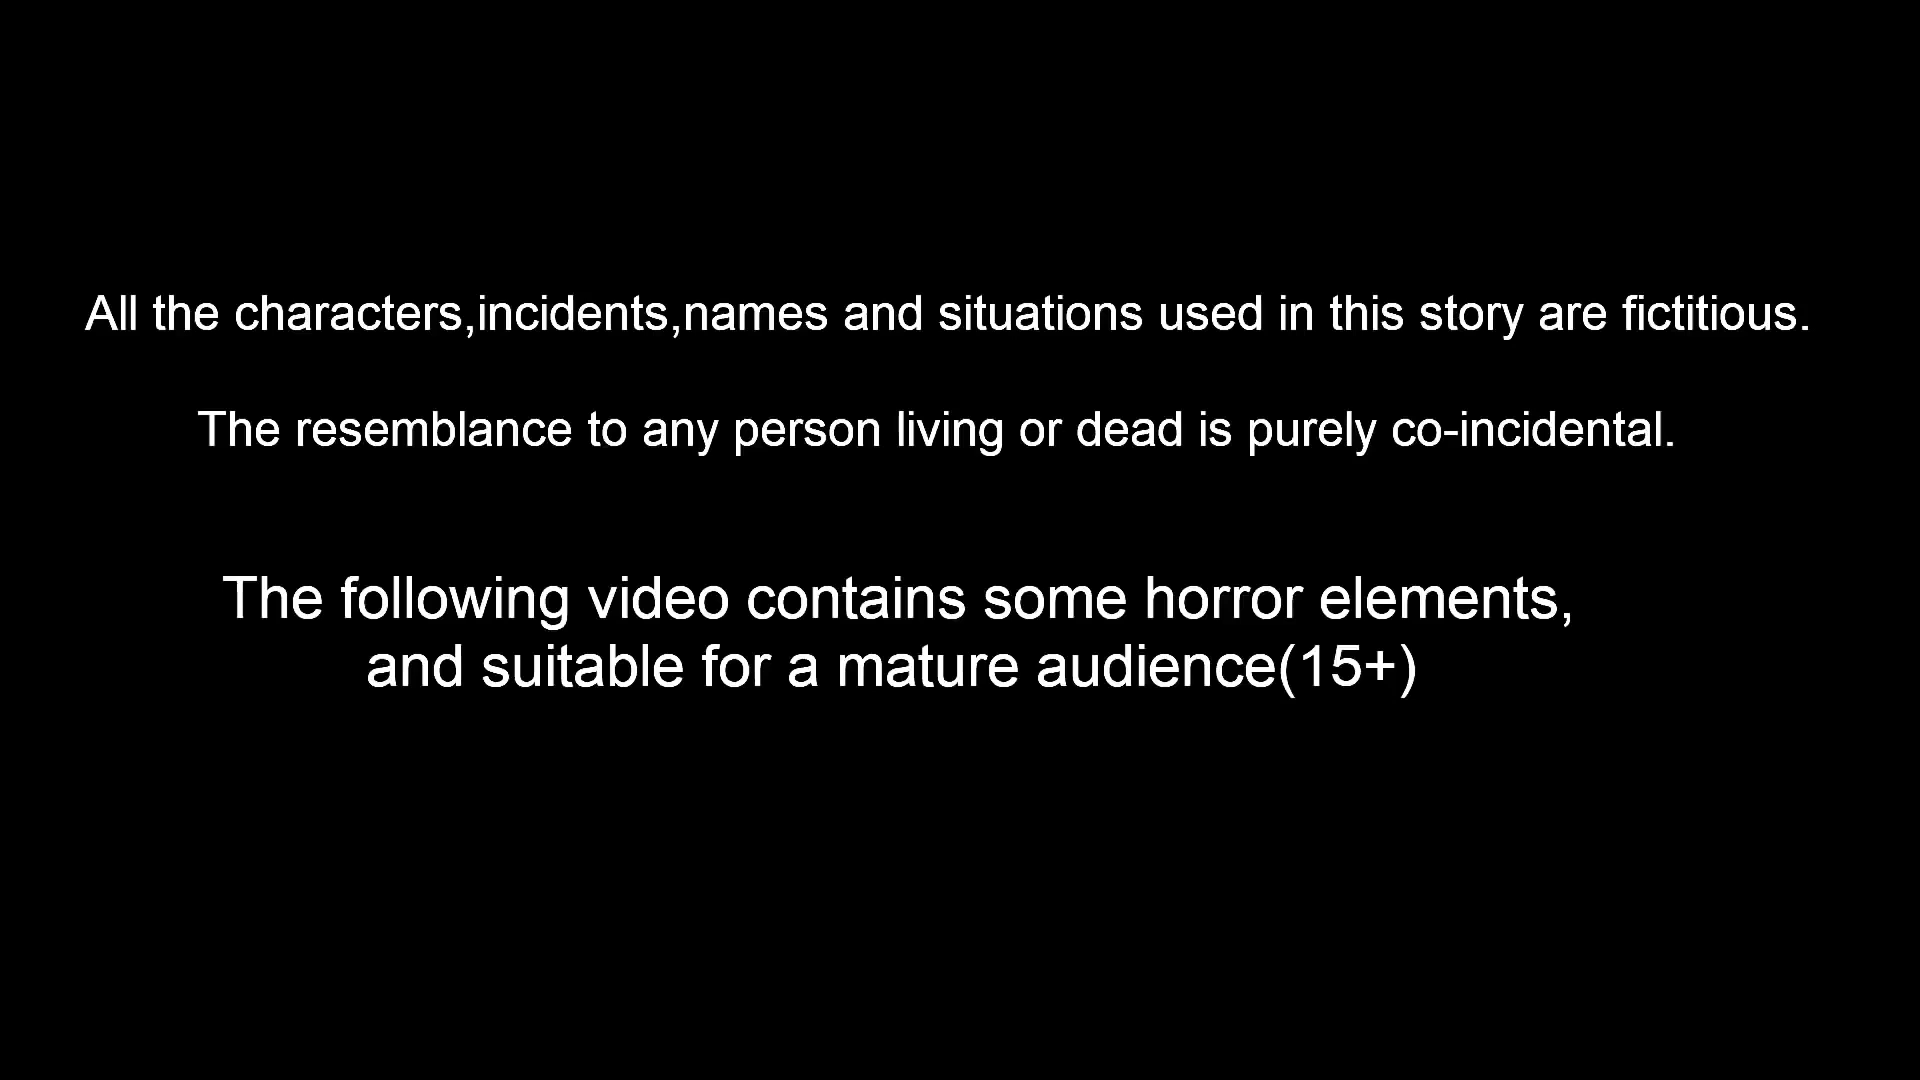 All the characters,incidents,names and situations used in this story are fictitious.
The resemblance to any person living or dead is purely co-incidental.
The following video contains some horror elements,
and suitable for a mature audience(15+)